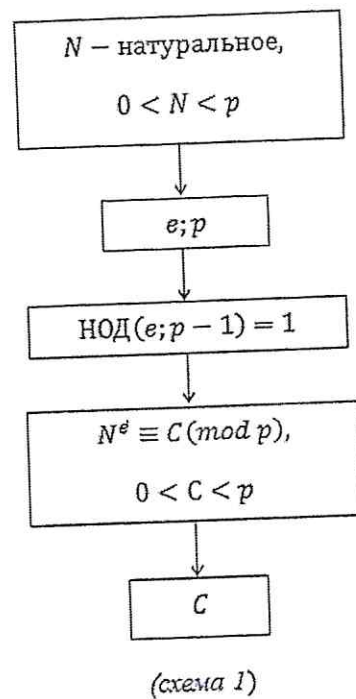 N – натуральное,
0 < N < p
e; p
НОД(e; p − 1) = 1
N^e ≡ C(mod p),
0 < C < p
C
(схема 1)